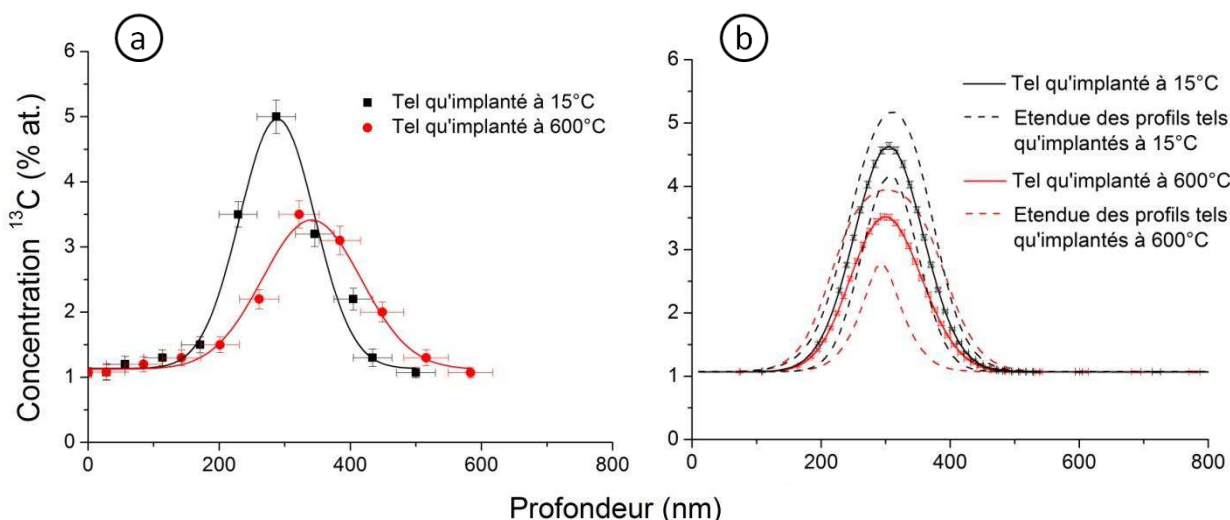 a
6
5
4
3
2
1
0
Concentration ¹³C (% at.)
Tel qu'implanté à 15°C
Tel qu'implanté à 600°C
0 200 400 600 800
b
6
5
4
3
2
1
0
Tel qu'implanté à 15°C
Etendue des profils tels
qu'implantés à 15°C
Tel qu'implanté à 600°C
Etendue des profils tels
qu'implantés à 600°C
200 400 600 800
Profondeur (nm)